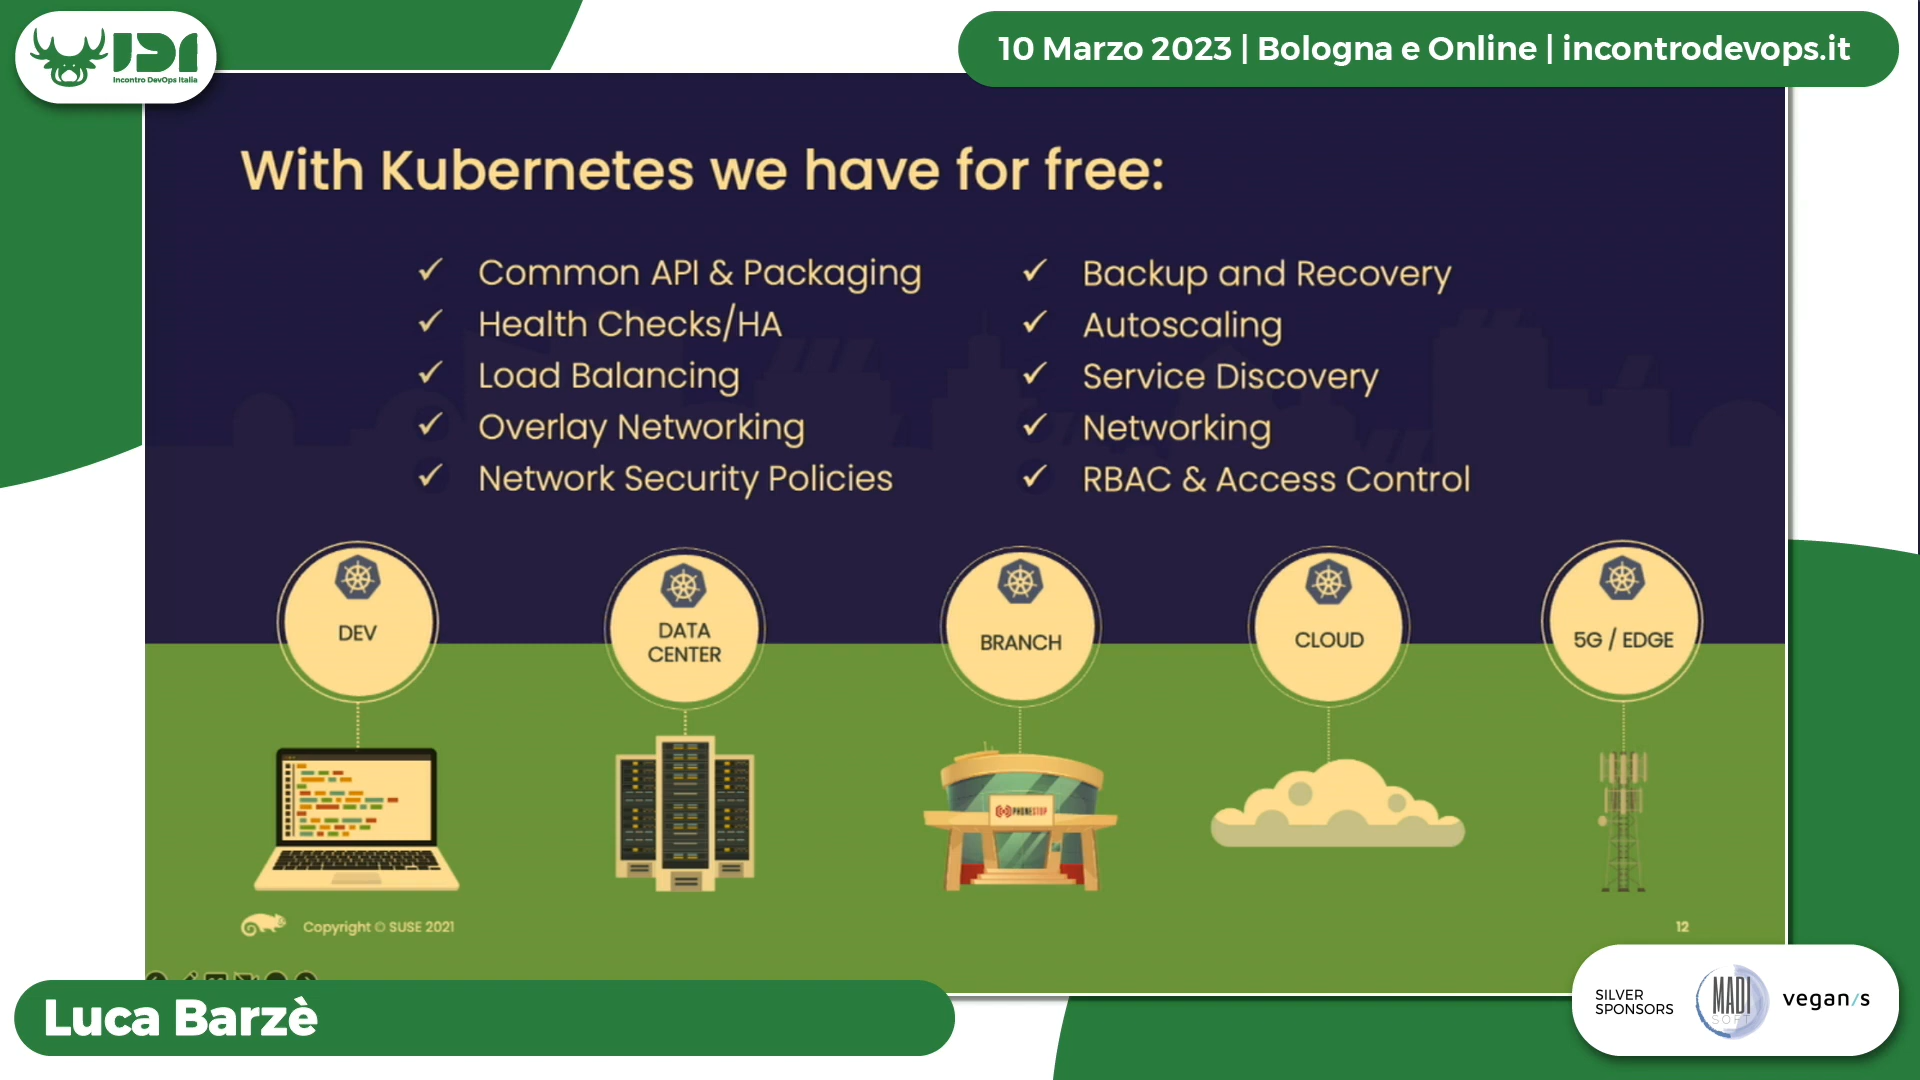 IDI
Incontro DevOps Italia
10 Marzo 2023 | Bologna e Online | incontrodevops.it
With Kubernetes we have for free:
✓ Common API & Packaging
✓ Health Checks/HA
✓ Load Balancing
✓ Overlay Networking
✓ Network Security Policies
✓ Backup and Recovery
✓ Autoscaling
✓ Service Discovery
✓ Networking
✓ RBAC & Access Control
DEV
DATA
CENTER
BRANCH
CLOUD
5G / EDGE
PHONESTOP
Copyright © SUSE 2021
12
Luca Barzè
SILVER
SPONSORS
MADI
SOFT
vegan/s